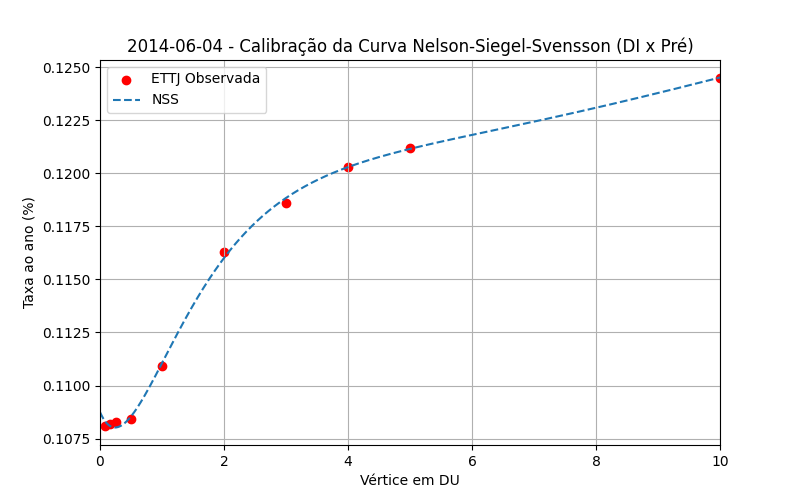 2014-06-04 - Calibração da Curva Nelson-Siegel-Svensson (DI x Pré)
ETTJ Observada
NSS
Taxa ao ano (%)
0.1250
0.1225
0.1200
0.1175
0.1150
0.1125
0.1100
0.1075
0 2 4 6 8 10
Vértice em DU